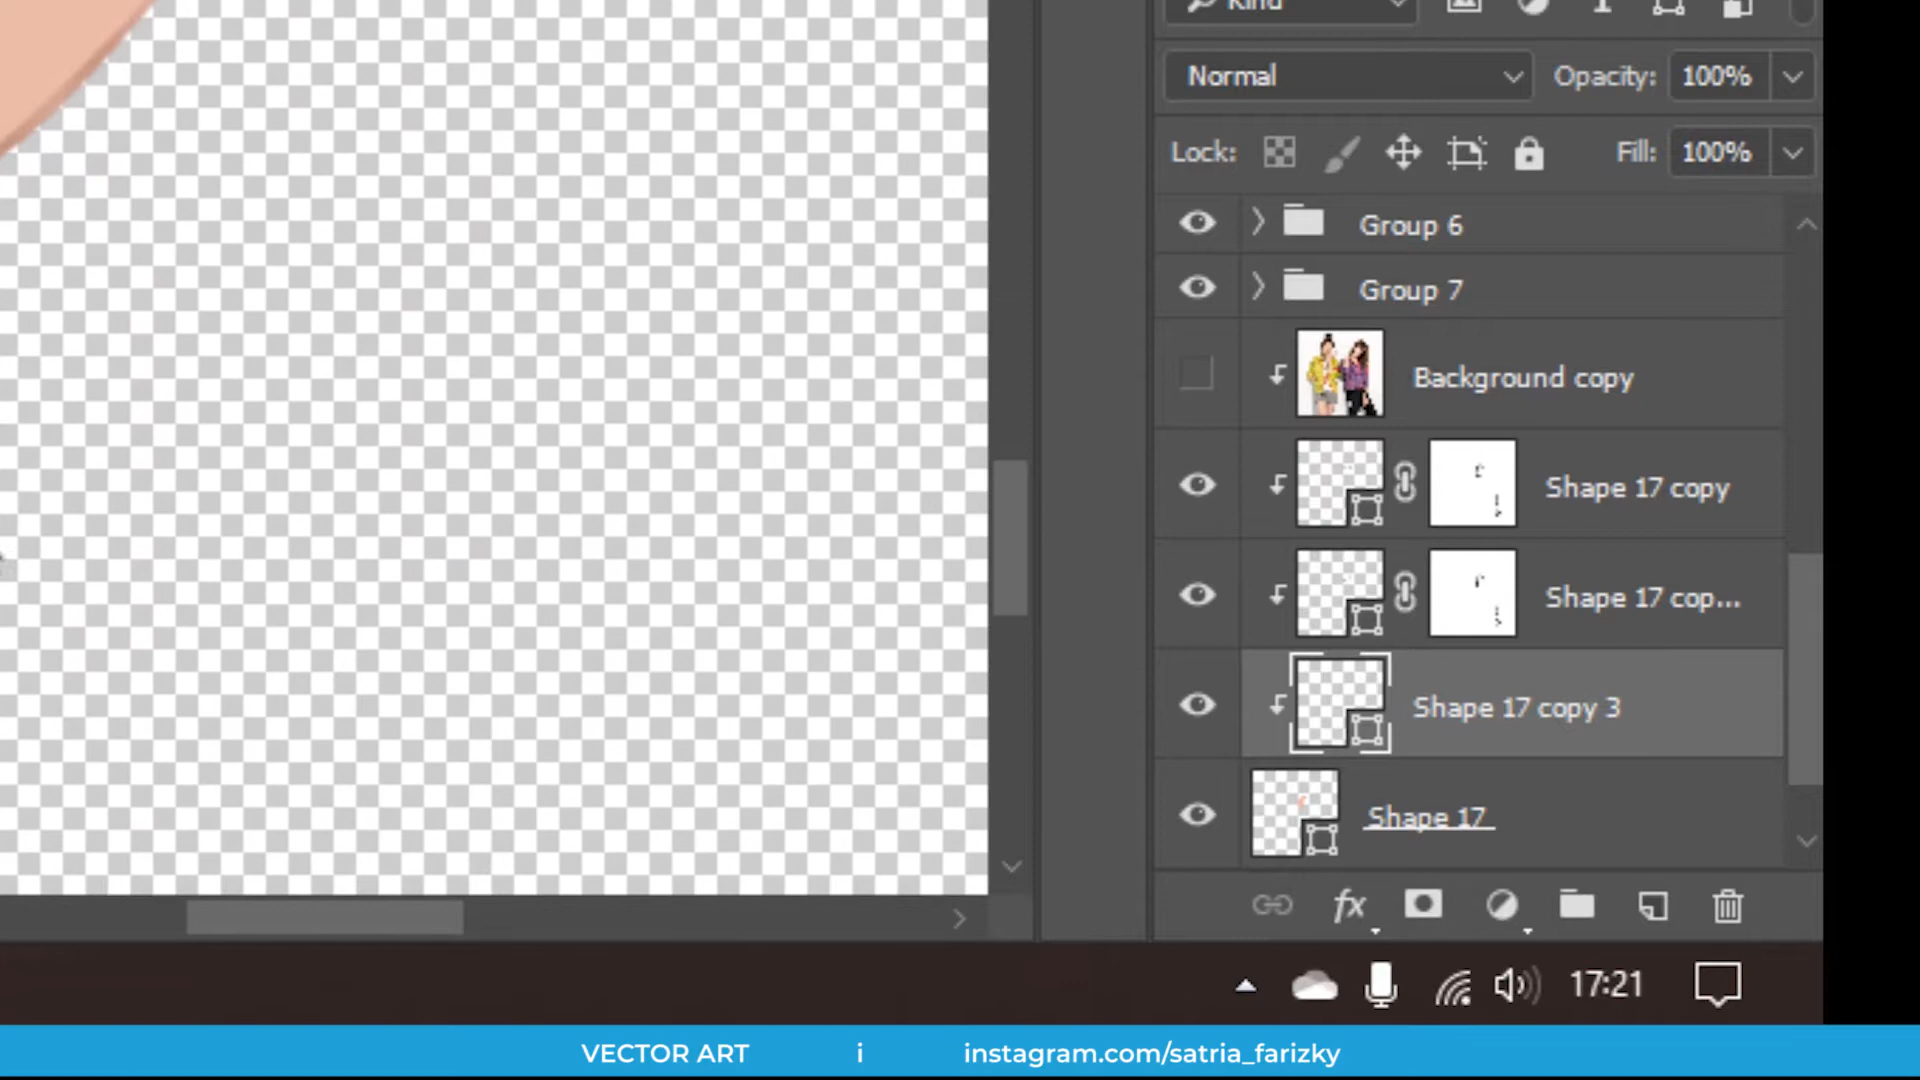 Kind
Normal
Opacity: 100%
Lock:
Fill: 100%
Group 6
Group 7
Background copy
Shape 17 copy
Shape 17 cop...
Shape 17 copy 3
Shape 17
fx
17:21
VECTOR ART i instagram.com/satria_farizky